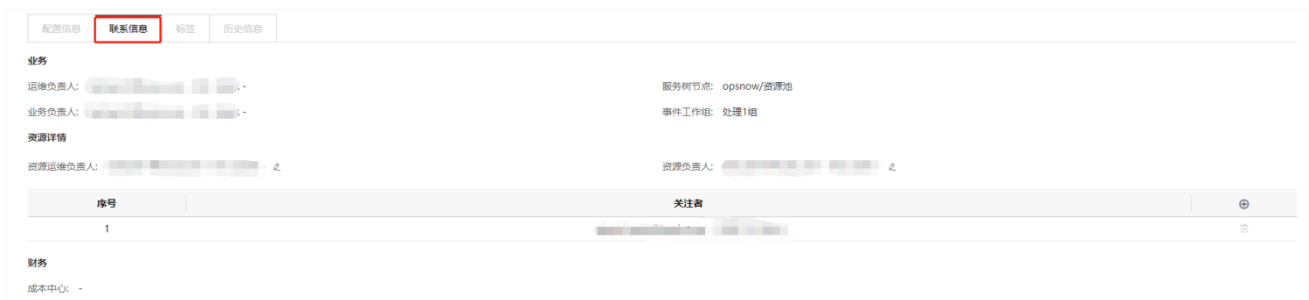 配置信息 联系信息 标签 历史信息
业务
运维负责人: : - 服务树节点: opsnow/资源池
业务负责人: : - 事件工作组: 处理1组
资源详情
资源运维负责人: 资源负责人:
序号 关注者
1
财务
成本中心: -